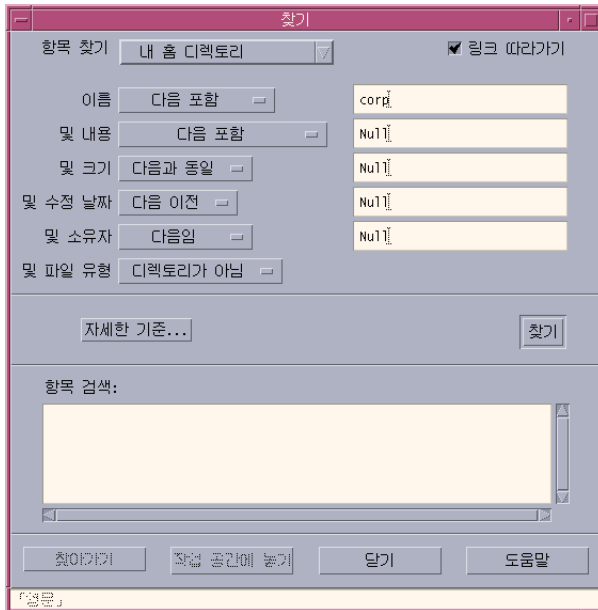 찾기
항목 찾기 내 홈 디렉토리 링크 따라가기
이름 다음 포함 corp
및 내용 다음 포함 Null
및 크기 다음과 동일 Null
및 수정 날짜 다음 이전 Null
및 소유자 다음임 Null
및 파일 유형 디렉토리가 아님
자세한 기준... 찾기
항목 검색:
찾아가기 작업 공간에 놓기 닫기 도움말
「영문」